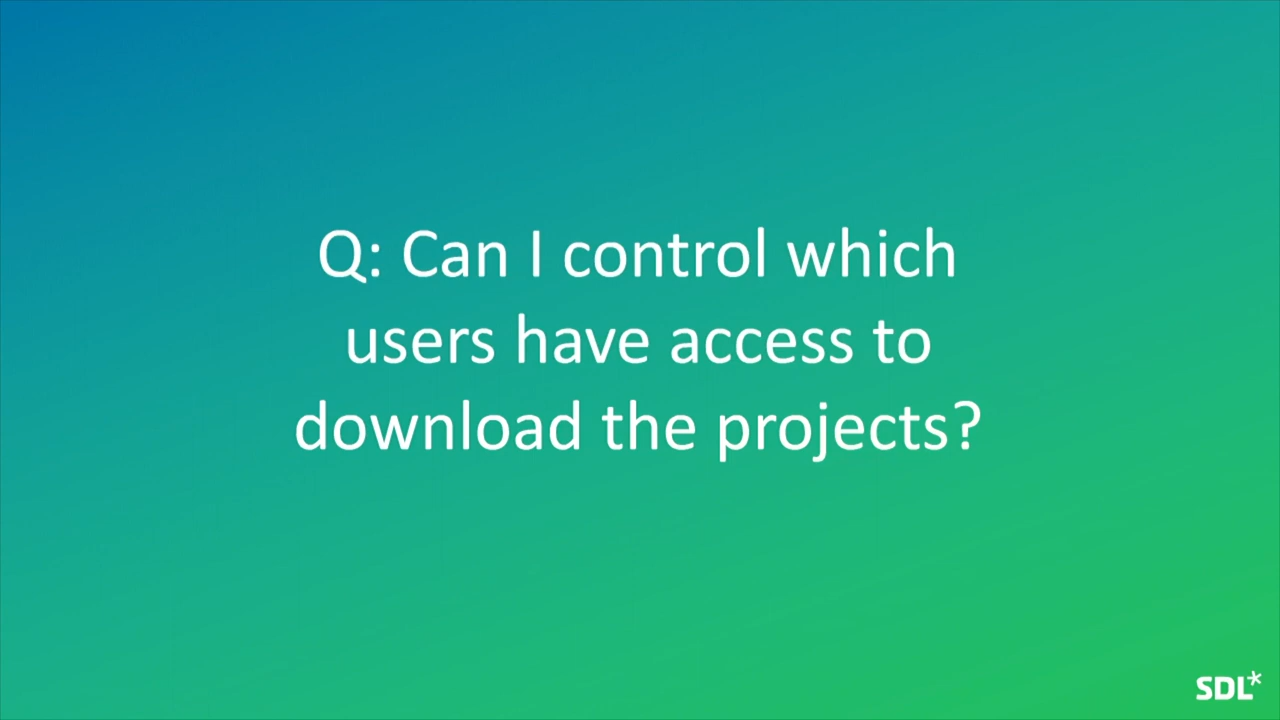 Q: Can I control which
users have access to
download the projects?
SDL*